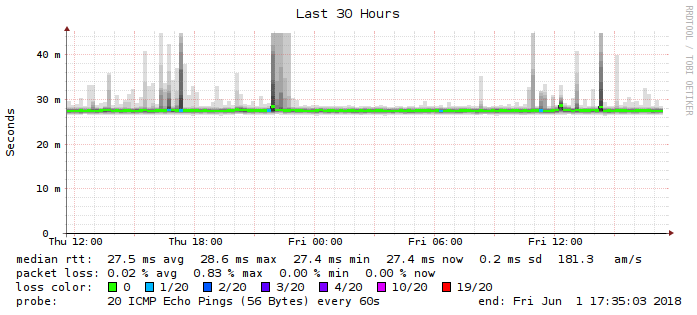 Last 30 Hours
RRDTOOL / TOBI OETIKER
Seconds
40 m
30 m
20 m
10 m
0
Thu 12:00 Thu 18:00 Fri 00:00 Fri 06:00 Fri 12:00
median rtt: 27.5 ms avg 28.6 ms max 27.4 ms min 27.4 ms now 0.2 ms sd 181.3 am/s
packet loss: 0.02 % avg 0.83 % max 0.00 % min 0.00 % now
loss color: 0 1/20 2/20 3/20 4/20 10/20 19/20
probe: 20 ICMP Echo Pings (56 Bytes) every 60s end: Fri Jun 1 17:35:03 2018